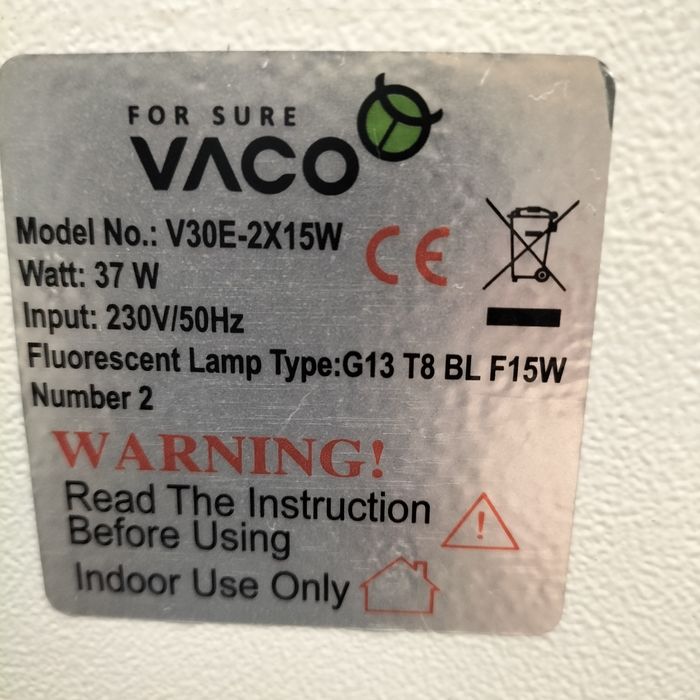 FOR SURE
VACO
Model No.: V30E-2X15W
CE
Watt: 37 W
Input: 230V/50Hz
Fluorescent Lamp Type:G13 T8 BL F15W
Number 2
WARNING!
Read The Instruction
Before Using
!
Indoor Use Only